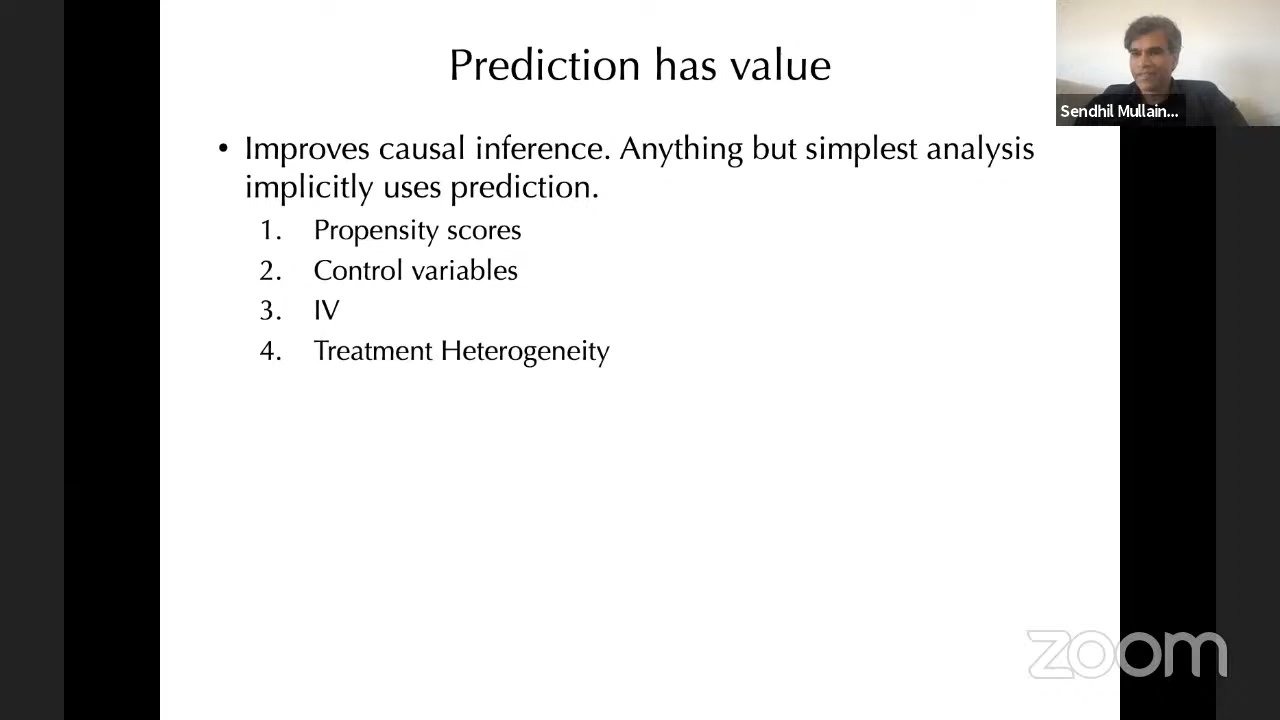 Prediction has value
Sendhil Mullain...
• Improves causal inference. Anything but simplest analysis
implicitly uses prediction.
1. Propensity scores
2. Control variables
3. IV
4. Treatment Heterogeneity
zoom